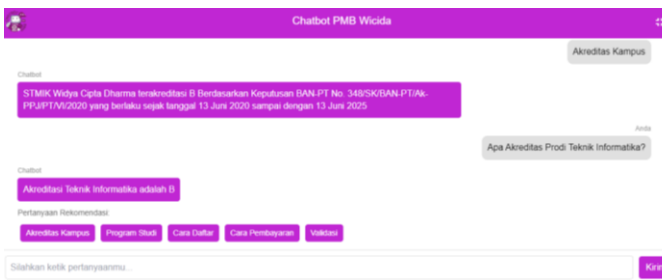 Chatbot PMB Wicida
Akreditas Kampus
Chatbot
STMIK Widya Cipta Dharma terakreditasi B Berdasarkan Keputusan BAN-PT No. 348/SK/BAN-PT/Ak-
PPJ/PT/VI/2020 yang berlaku sejak tanggal 13 Juni 2020 sampai dengan 13 Juni 2025
Anda
Apa Akreditas Prodi Teknik Informatika?
Chatbot
Akreditasi Teknik Informatika adalah B
Pertanyaan Rekomendasi:
Akreditas Kampus Program Studi Cara Daftar Cara Pembayaran Validasi
Silahkan ketik pertanyaanmu...
Kirim